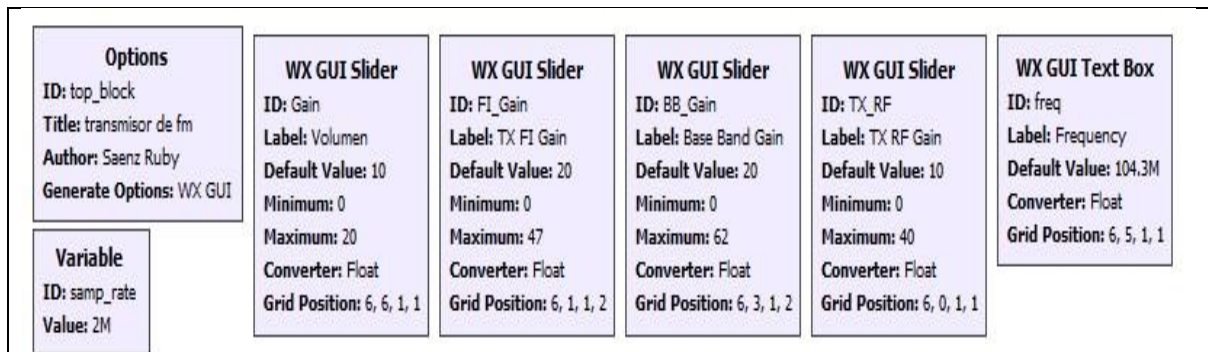 Options
ID: top_block
Title: transmisor de fm
Author: Saenz Ruby
Generate Options: WX GUI
Variable
ID: samp_rate
Value: 2M
WX GUI Slider
ID: Gain
Label: Volumen
Default Value: 10
Minimum: 0
Maximum: 20
Converter: Float
Grid Position: 6, 6, 1, 1
WX GUI Slider
ID: FI_Gain
Label: TX FI Gain
Default Value: 20
Minimum: 0
Maximum: 47
Converter: Float
Grid Position: 6, 1, 1, 2
WX GUI Slider
ID: BB_Gain
Label: Base Band Gain
Default Value: 20
Minimum: 0
Maximum: 62
Converter: Float
Grid Position: 6, 3, 1, 2
WX GUI Slider
ID: TX_RF
Label: TX RF Gain
Default Value: 10
Minimum: 0
Maximum: 40
Converter: Float
Grid Position: 6, 0, 1, 1
WX GUI Text Box
ID: freq
Label: Frequency
Default Value: 104.3M
Converter: Float
Grid Position: 6, 5, 1, 1